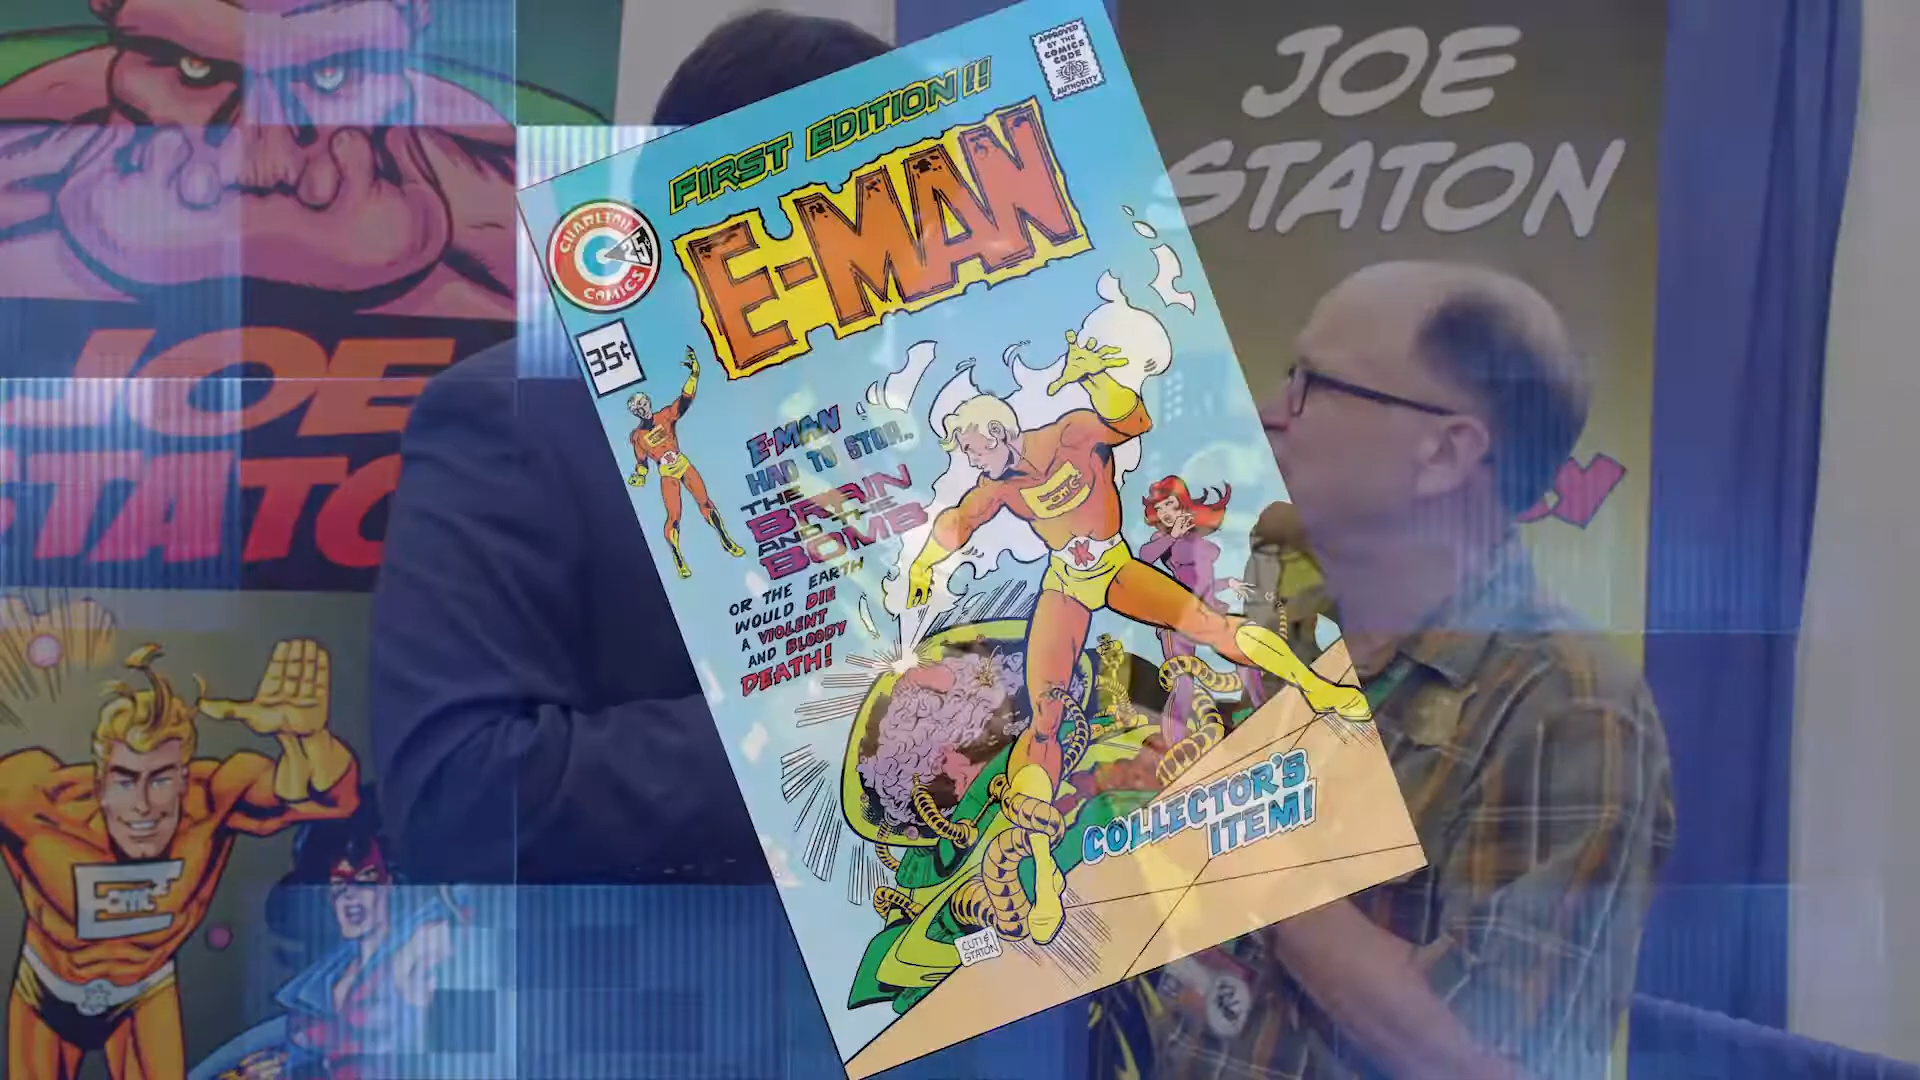 JOE
STATON
APPROVED
BY THE
COMICS
CODE
AUTHORITY
FIRST EDITION!!
E-MAN
CHARLTON
25¢
COMICS
35¢
E-MAN
HAD TO STOP..
THE
BRAIN
AND THE
BOMB
OR THE EARTH
WOULD DIE
A VIOLENT
AND BLOODY
DEATH!
COLLECTOR'S
ITEM!
CUTI &
STATON
JOE
STATO
E=mc²